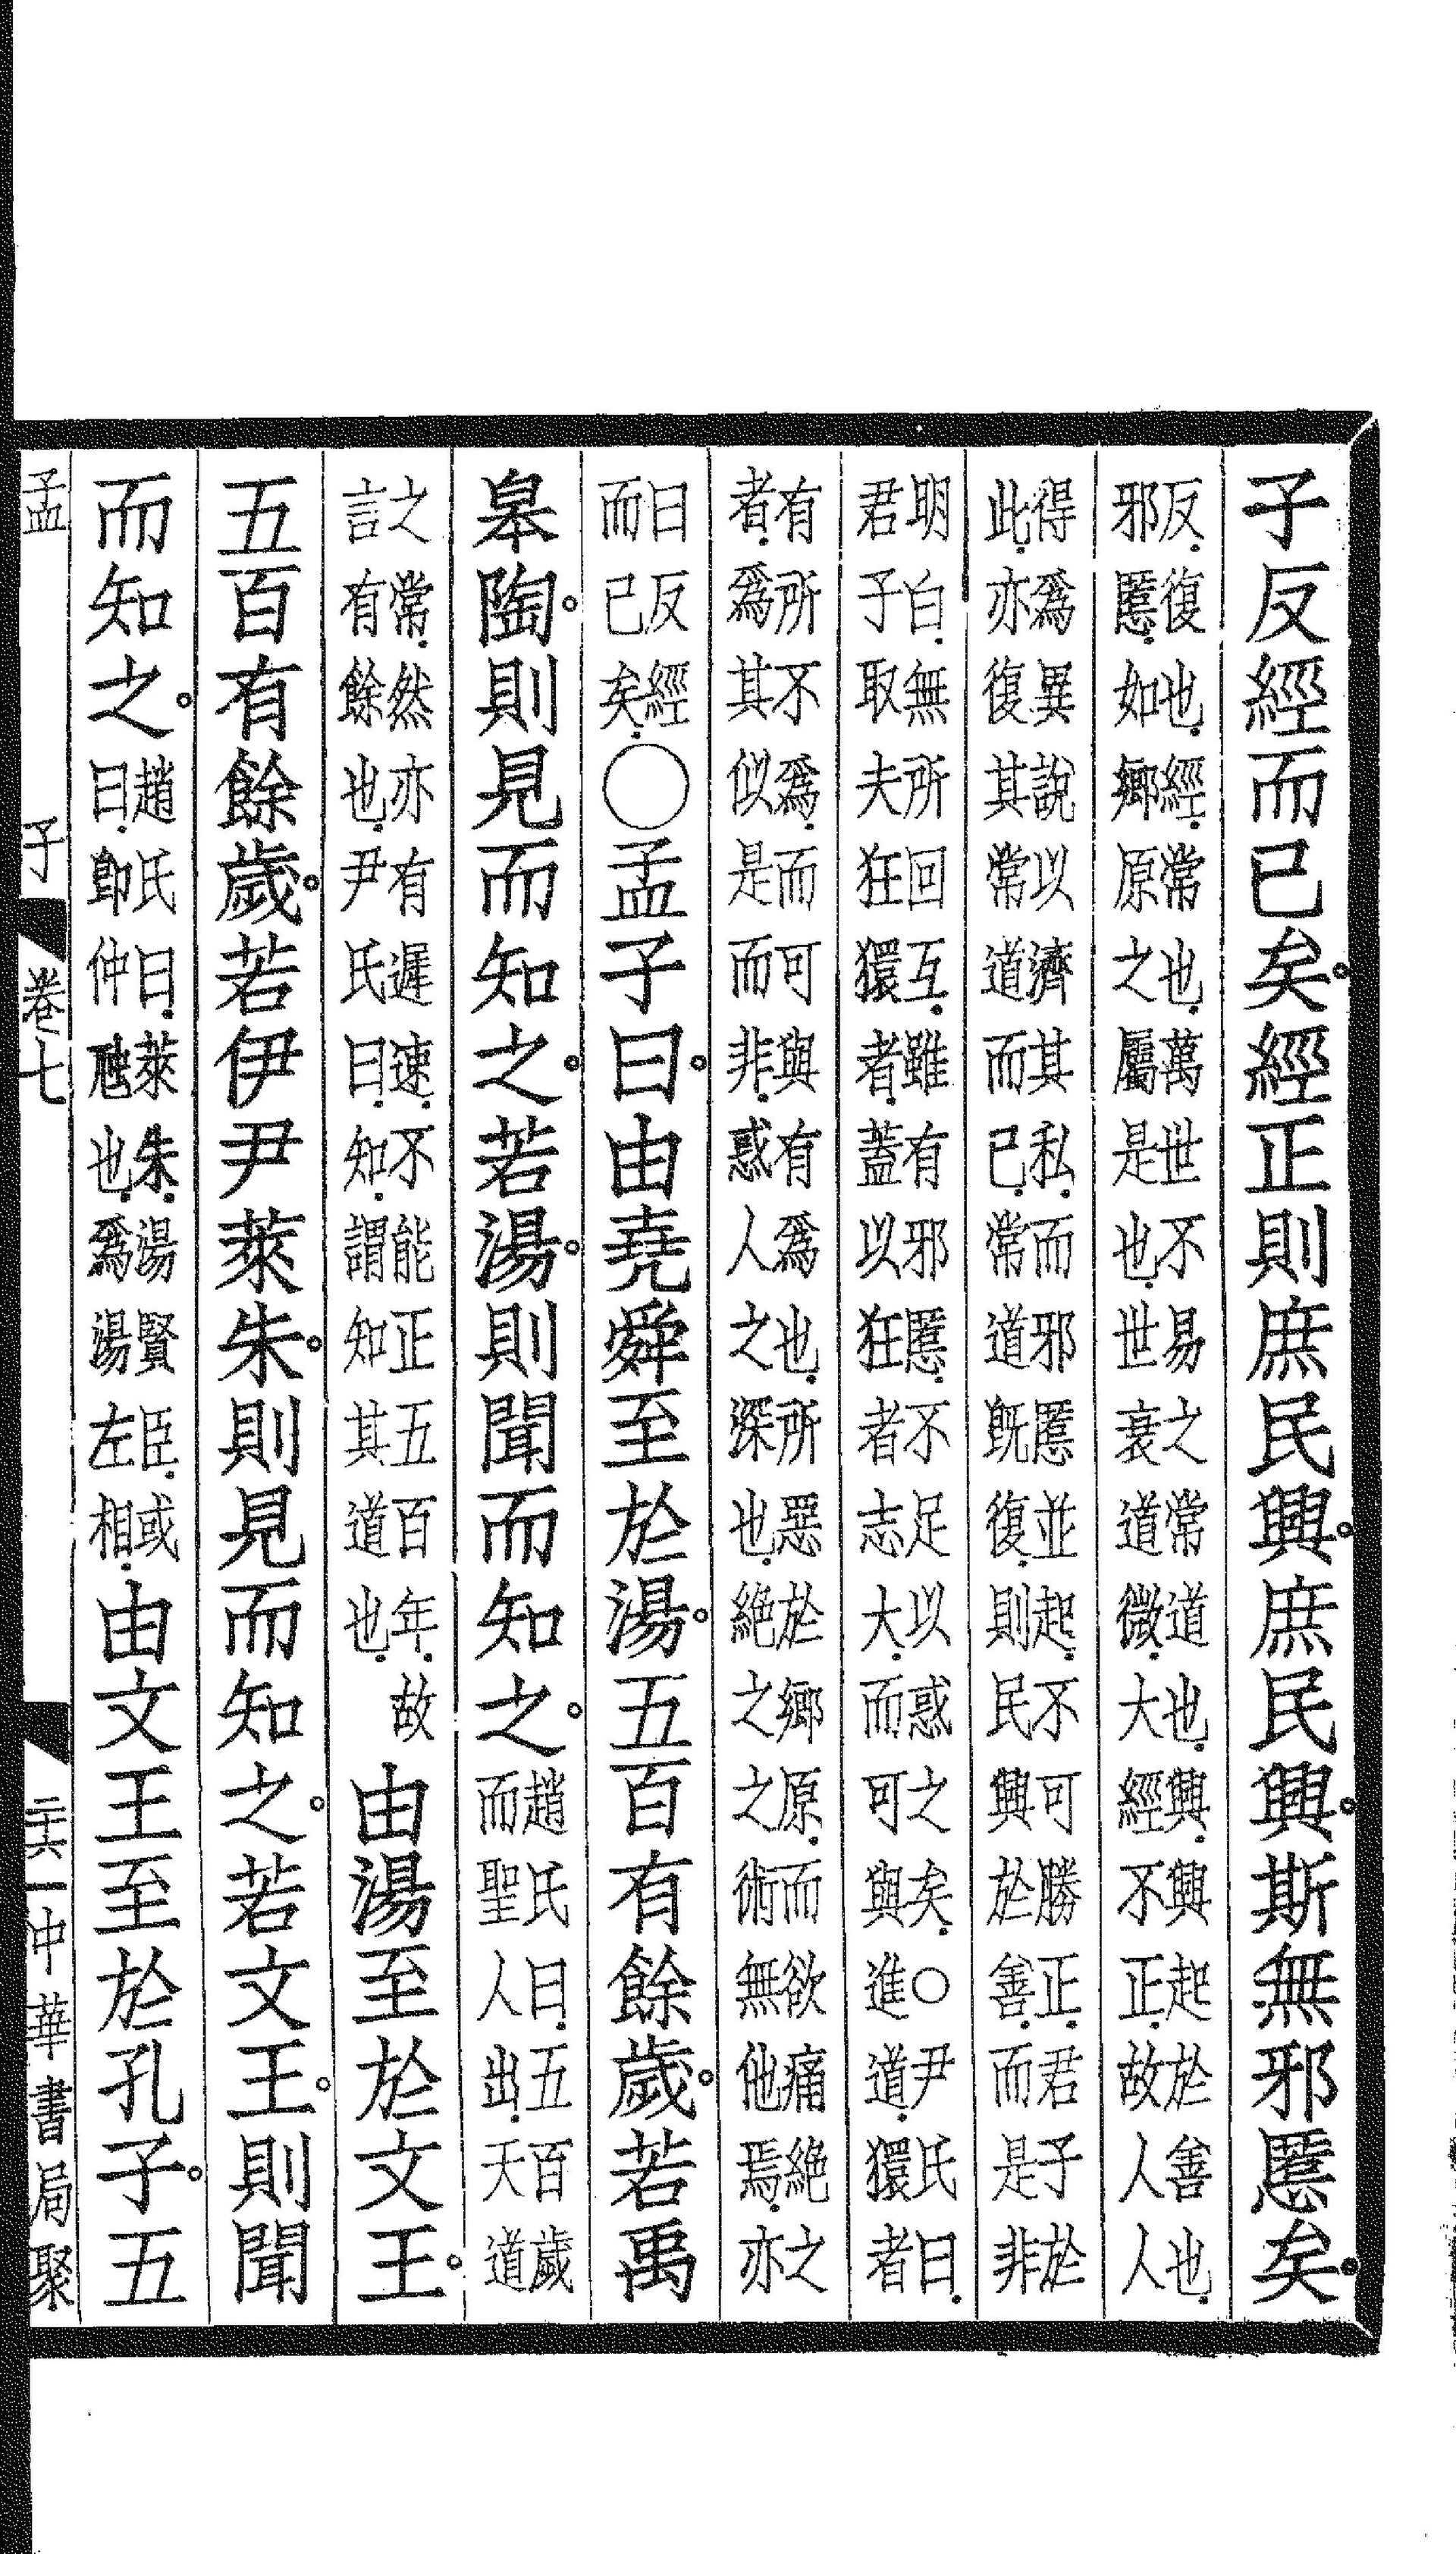 子反經而已矣。經正則庶民興。庶民興。斯無邪慝矣。
反.復也.經.常也.萬世不易之常道也.興.興起於善也.
邪慝.如鄉原之屬是也.世衰道微.大經不正.故人人
得爲異說以濟其私.而邪慝並起.不可勝正.君子於
此.亦復其常道而已.常道旣復.則民興於善.而是非
明白.無所回互.雖有邪慝.不足以惑之矣.○尹氏曰.
君子取夫狂獧者.蓋以狂者志大.而可與進道.獧者
有所不爲.而可與有爲也.所惡於鄉原.而欲痛絕之
者.爲其似是而非.惑人之深也.絕之之術無他焉.亦
曰反經
而已矣.
○孟子曰。由堯舜至於湯。五百有餘歲。若禹
皋陶。則見而知之。若湯。則聞而知之。
趙氏曰.五百歲
而聖人出.天道
之常.然亦有遲速.不能正五百年.故
言有餘也.尹氏曰.知.謂知其道也.
由湯至於文王。
五百有餘歲。若伊尹萊朱。則見而知之。若文王。則聞
而知之。
趙氏曰.萊朱.湯賢臣.或
曰.卽仲虺也.爲湯左相.
由文王至於孔子。五
孟子 卷七 二十六 中華書局聚